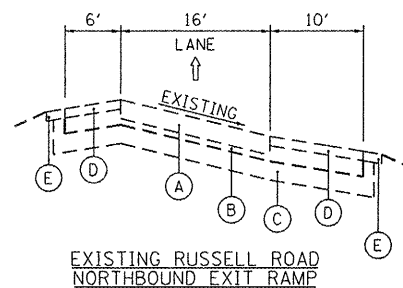 6' 16' 10'
LANE
EXISTING
E D A B C D E
EXISTING RUSSELL ROAD
NORTHBOUND EXIT RAMP